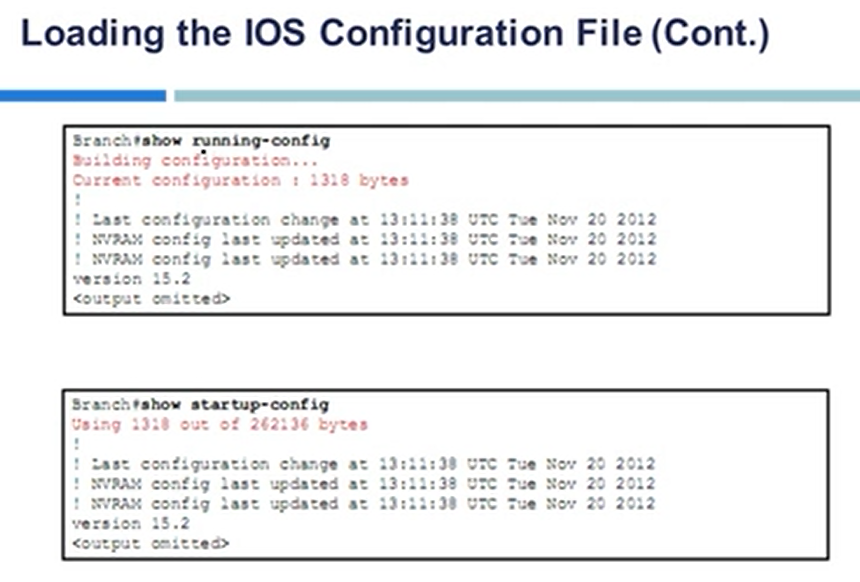 Loading the IOS Configuration File (Cont.)
Branch#show running-config
Building configuration...
Current configuration : 1318 bytes
!
! Last configuration change at 13:11:38 UTC Tue Nov 20 2012
! NVRAM config last updated at 13:11:38 UTC Tue Nov 20 2012
! NVRAM config last updated at 13:11:38 UTC Tue Nov 20 2012
version 15.2
<output omitted>
Branch#show startup-config
Using 1318 out of 262136 bytes
!
! Last configuration change at 13:11:38 UTC Tue Nov 20 2012
! NVRAM config last updated at 13:11:38 UTC Tue Nov 20 2012
! NVRAM config last updated at 13:11:38 UTC Tue Nov 20 2012
version 15.2
<output omitted>